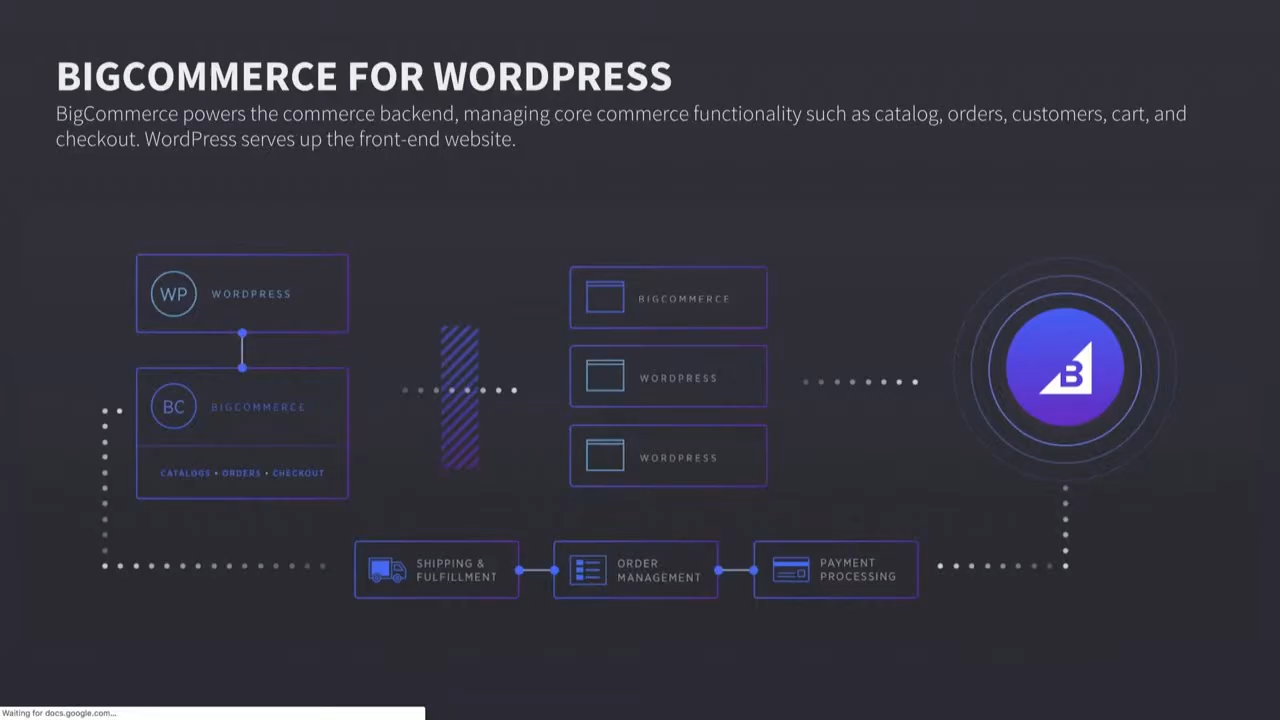 BIGCOMMERCE FOR WORDPRESS
BigCommerce powers the commerce backend, managing core commerce functionality such as catalog, orders, customers, cart, and
checkout. WordPress serves up the front-end website.
WP WORDPRESS
BC BIGCOMMERCE
CATALOGS • ORDERS • CHECKOUT
BIGCOMMERCE
WORDPRESS
WORDPRESS
B
SHIPPING &
FULFILLMENT
ORDER
MANAGEMENT
PAYMENT
PROCESSING
Waiting for docs.google.com...